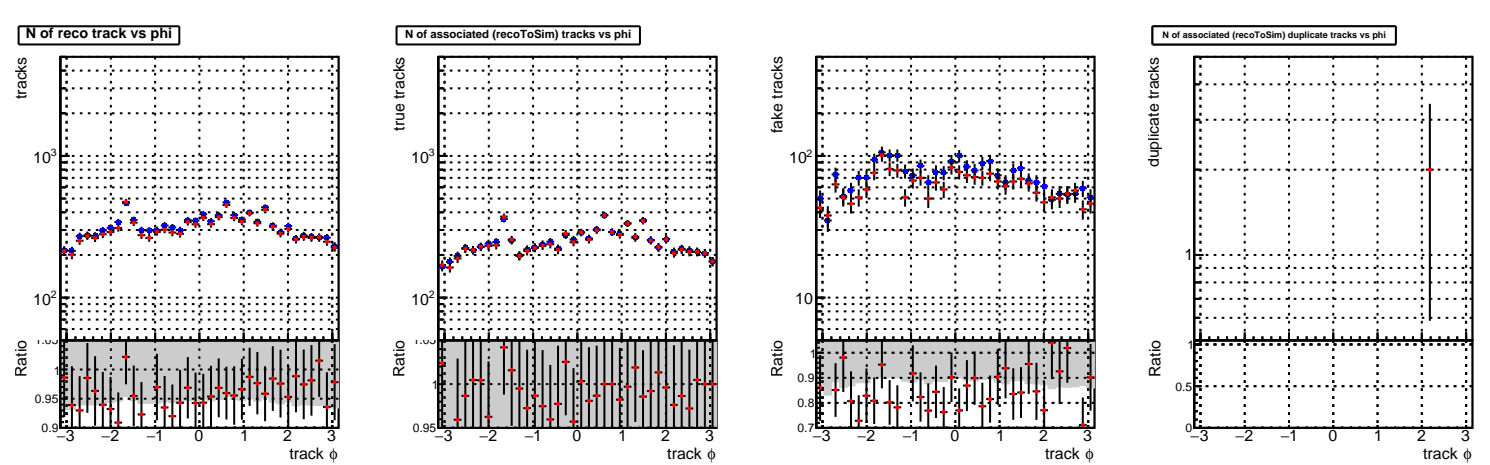 N of reco track vs phi
tracks
10³
10²
Ratio
1
0.95
0.9
−3 −2 −1 0 1 2 3
track ϕ
N of associated (recoToSim) tracks vs phi
true tracks
10³
10²
Ratio
1
0.95
−3 −2 −1 0 1 2 3
track ϕ
fake tracks
10²
10
Ratio
1
0.9
0.8
0.7
−3 −2 −1 0 1 2 3
track ϕ
N of associated (recoToSim) duplicate tracks vs phi
duplicate tracks
1
Ratio
1
0.5
0
−3 −2 −1 0 1 2 3
track ϕ